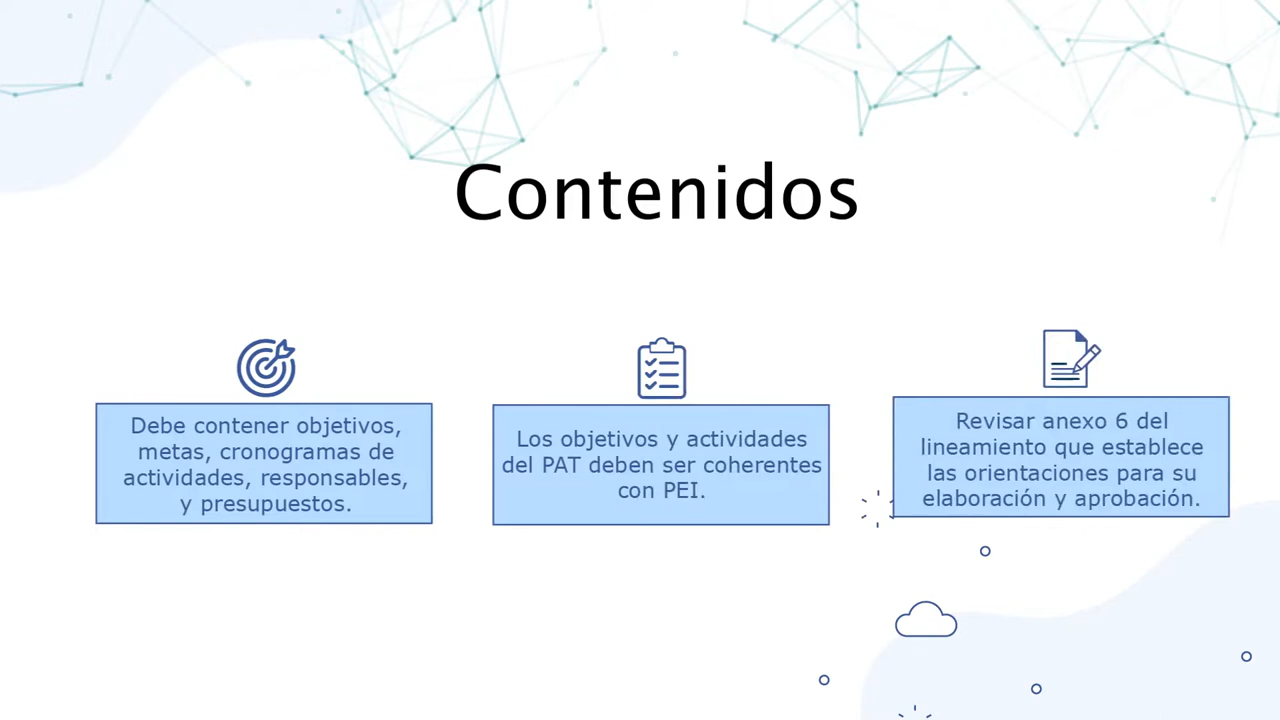 Contenidos
Debe contener objetivos,
metas, cronogramas de
actividades, responsables,
y presupuestos.
Los objetivos y actividades
del PAT deben ser coherentes
con PEI.
Revisar anexo 6 del
lineamiento que establece
las orientaciones para su
elaboración y aprobación.